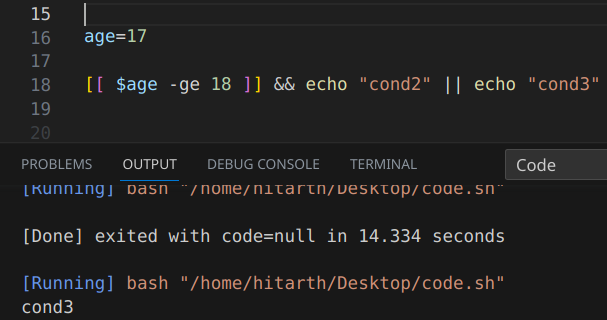 15
16 age=17
17
18 [[ $age -ge 18 ]] && echo "cond2" || echo "cond3"
19
20
PROBLEMS OUTPUT DEBUG CONSOLE TERMINAL Code
[Running] bash "/home/hitarth/Desktop/code.sh"
[Done] exited with code=null in 14.334 seconds
[Running] bash "/home/hitarth/Desktop/code.sh"
cond3